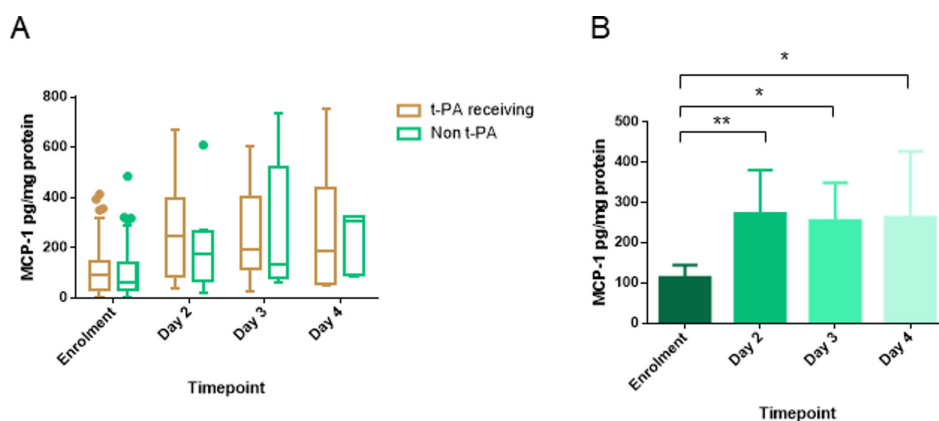 A
MCP-1 pg/mg protein
800
600
400
200
0
Enrolment
Day 2
Day 3
Day 4
Timepoint
t-PA receiving
Non t-PA
B
*
*
**
MCP-1 pg/mg protein
500
400
300
200
100
0
Enrolment
Day 2
Day 3
Day 4
Timepoint